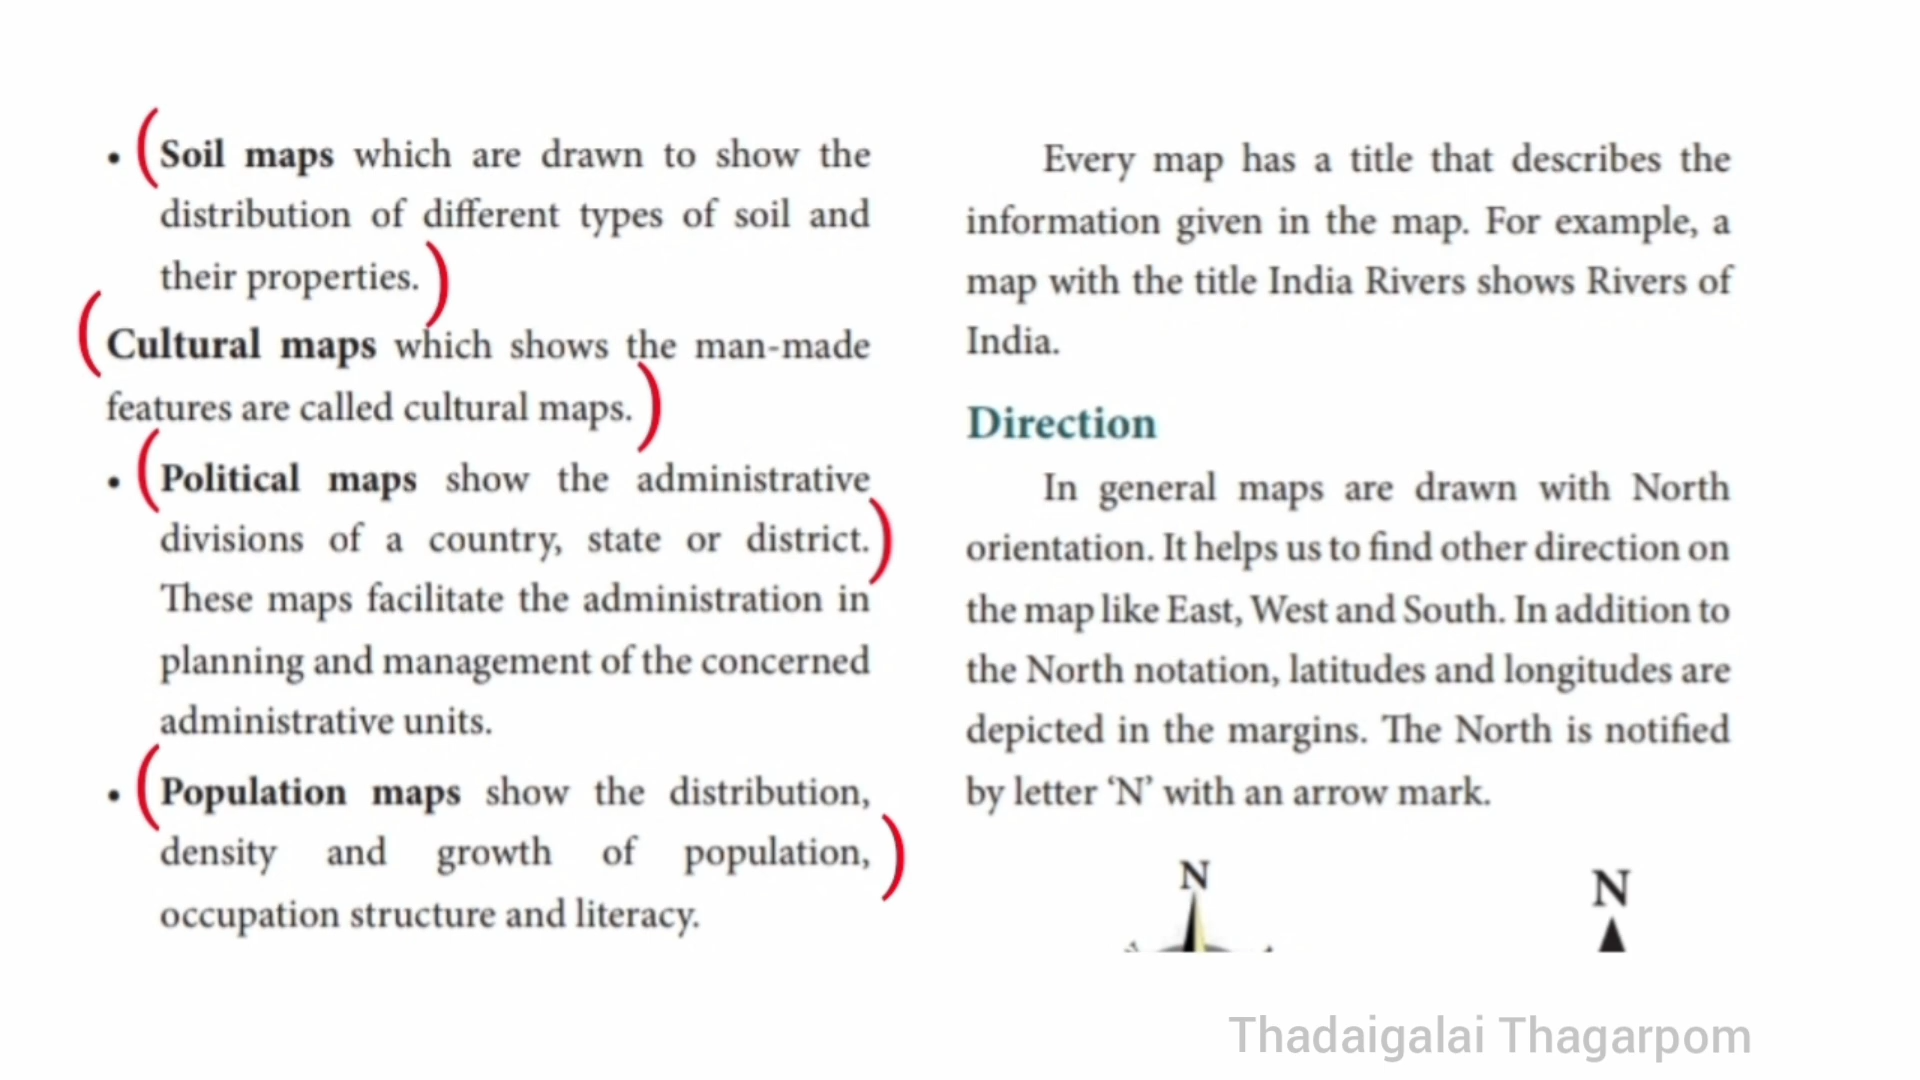 • Soil maps which are drawn to show the
distribution of different types of soil and
their properties.
Cultural maps which shows the man-made
features are called cultural maps.
• Political maps show the administrative
divisions of a country, state or district.
These maps facilitate the administration in
planning and management of the concerned
administrative units.
• Population maps show the distribution,
density and growth of population,
occupation structure and literacy.
Every map has a title that describes the
information given in the map. For example, a
map with the title India Rivers shows Rivers of
India.
Direction
In general maps are drawn with North
orientation. It helps us to find other direction on
the map like East, West and South. In addition to
the North notation, latitudes and longitudes are
depicted in the margins. The North is notified
by letter ‘N’ with an arrow mark.
N
N
Thadaigalai Thagarpom